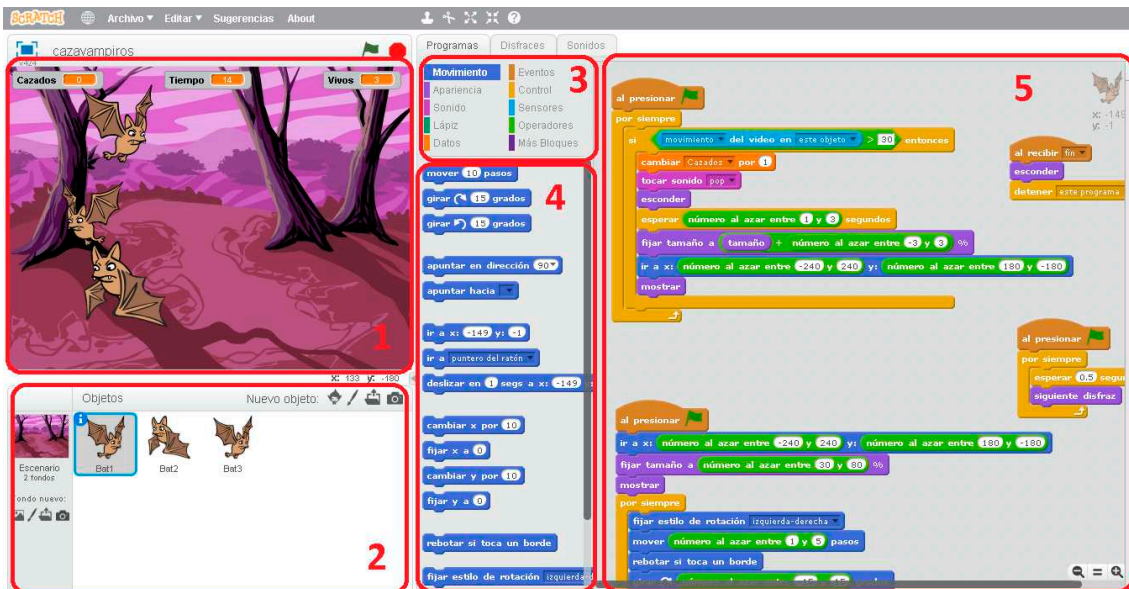 SCRATCH Archivo Editar Sugerencias About
cazavampiros
v424
Cazados 0 Tiempo 14 Vivos 3
1
x: 133 y: -180
Objetos Nuevo objeto:
Escenario
2 fondos
Bat1 Bat2 Bat3
ondo nuevo:
2
Programas Disfraces Sonidos
Movimiento Eventos
Apariencia Control
Sonido Sensores
Lápiz Operadores
Datos Más Bloques
3
mover 10 pasos
girar 15 grados
girar 15 grados
apuntar en dirección 90
apuntar hacia
ir a x: -149 y: -1
ir a puntero del ratón
deslizar en 1 segs a x: -149
cambiar x por 10
fijar x a 0
cambiar y por 10
fijar y a 0
rebotar si toca un borde
fijar estilo de rotación izquierda-d
4
5
x: -149
y: -1
al presionar
por siempre
si movimiento del video en este objeto > 30 entonces
cambiar Cazados por 1
tocar sonido pop
esconder
esperar número al azar entre 1 y 3 segundos
fijar tamaño a tamaño + número al azar entre -3 y 3 %
ir a x: número al azar entre -240 y 240 y: número al azar entre 180 y -180
mostrar
al recibir fin
esconder
detener este programa
al presionar
por siempre
esperar 0.5 segu
siguiente disfraz
al presionar
ir a x: número al azar entre -240 y 240 y: número al azar entre 180 y -180
fijar tamaño a número al azar entre 30 y 80 %
mostrar
por siempre
fijar estilo de rotación izquierda-derecha
mover número al azar entre 1 y 5 pasos
rebotar si toca un borde